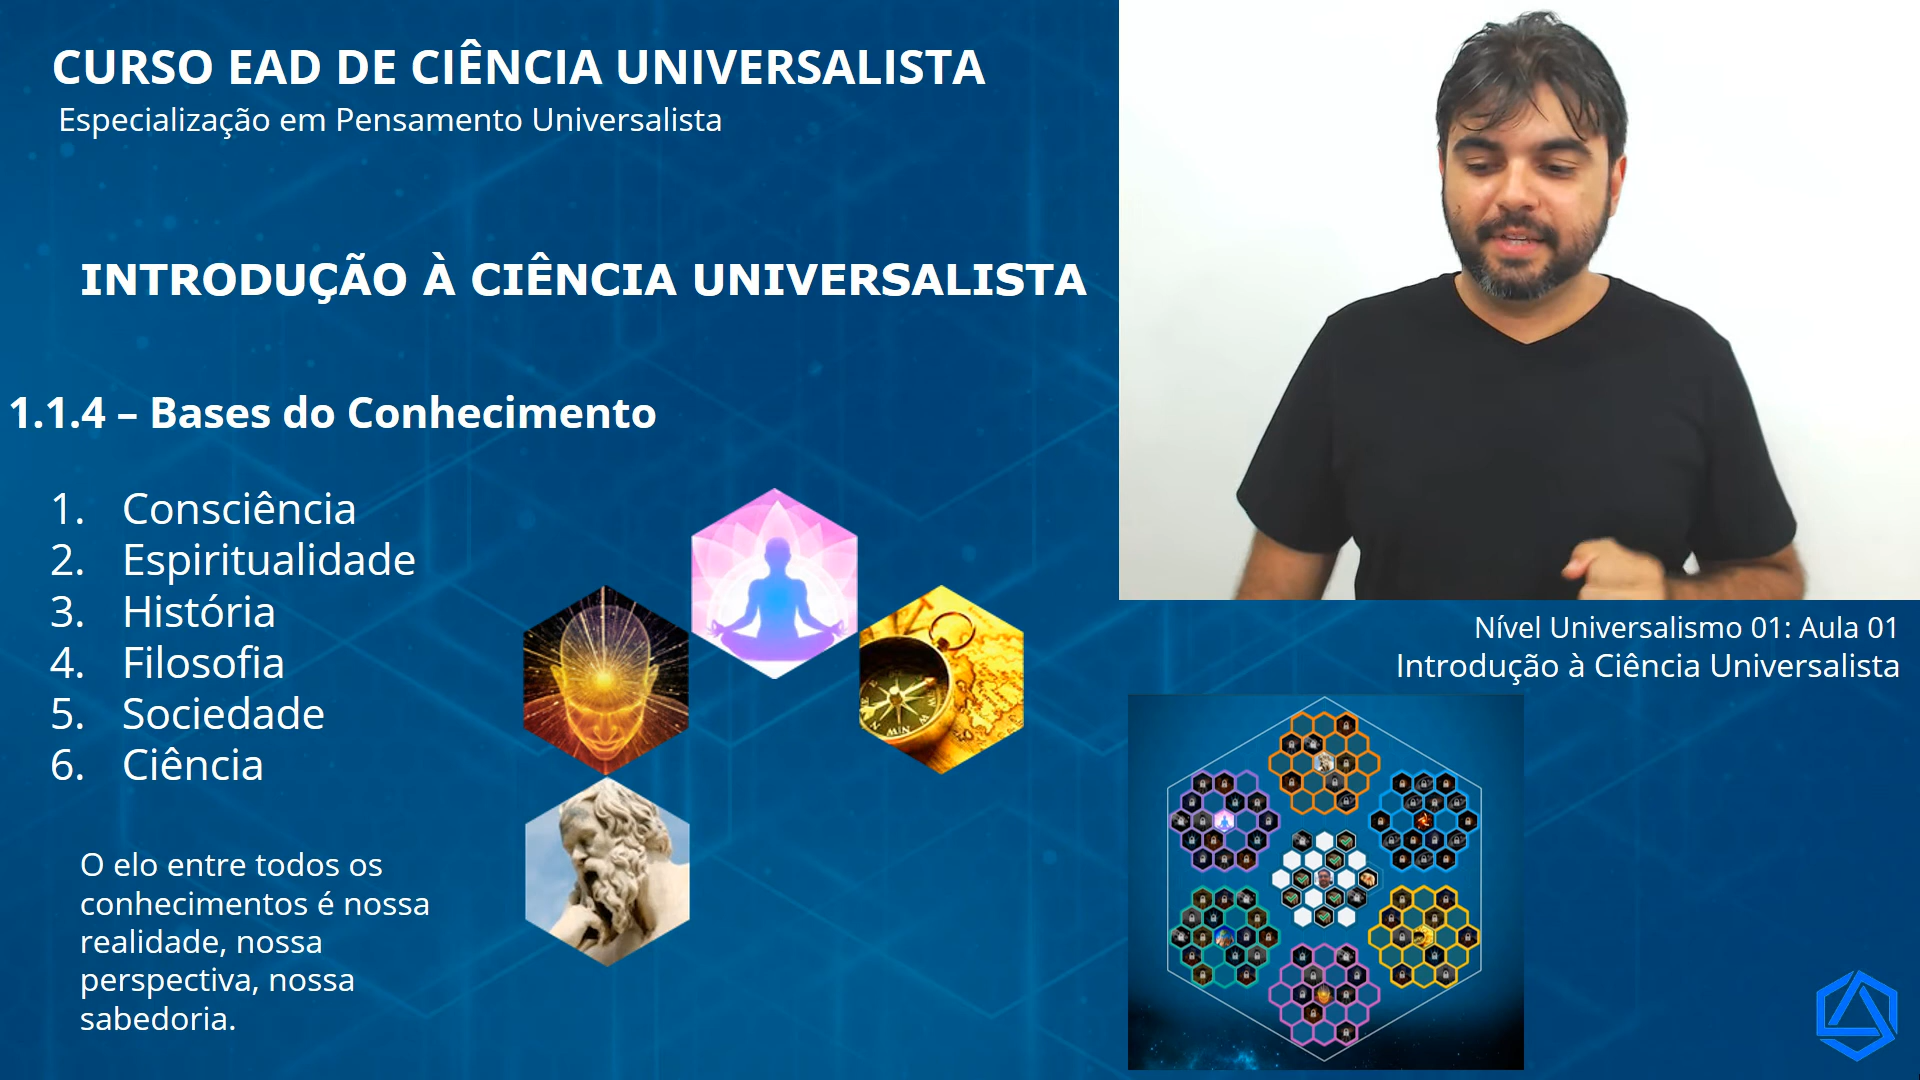 CURSO EAD DE CIÊNCIA UNIVERSALISTA
Especialização em Pensamento Universalista
INTRODUÇÃO À CIÊNCIA UNIVERSALISTA
1.1.4 – Bases do Conhecimento
1. Consciência
2. Espiritualidade
3. História
4. Filosofia
5. Sociedade
6. Ciência
O elo entre todos os
conhecimentos é nossa
realidade, nossa
perspectiva, nossa
sabedoria.
Nível Universalismo 01: Aula 01
Introdução à Ciência Universalista